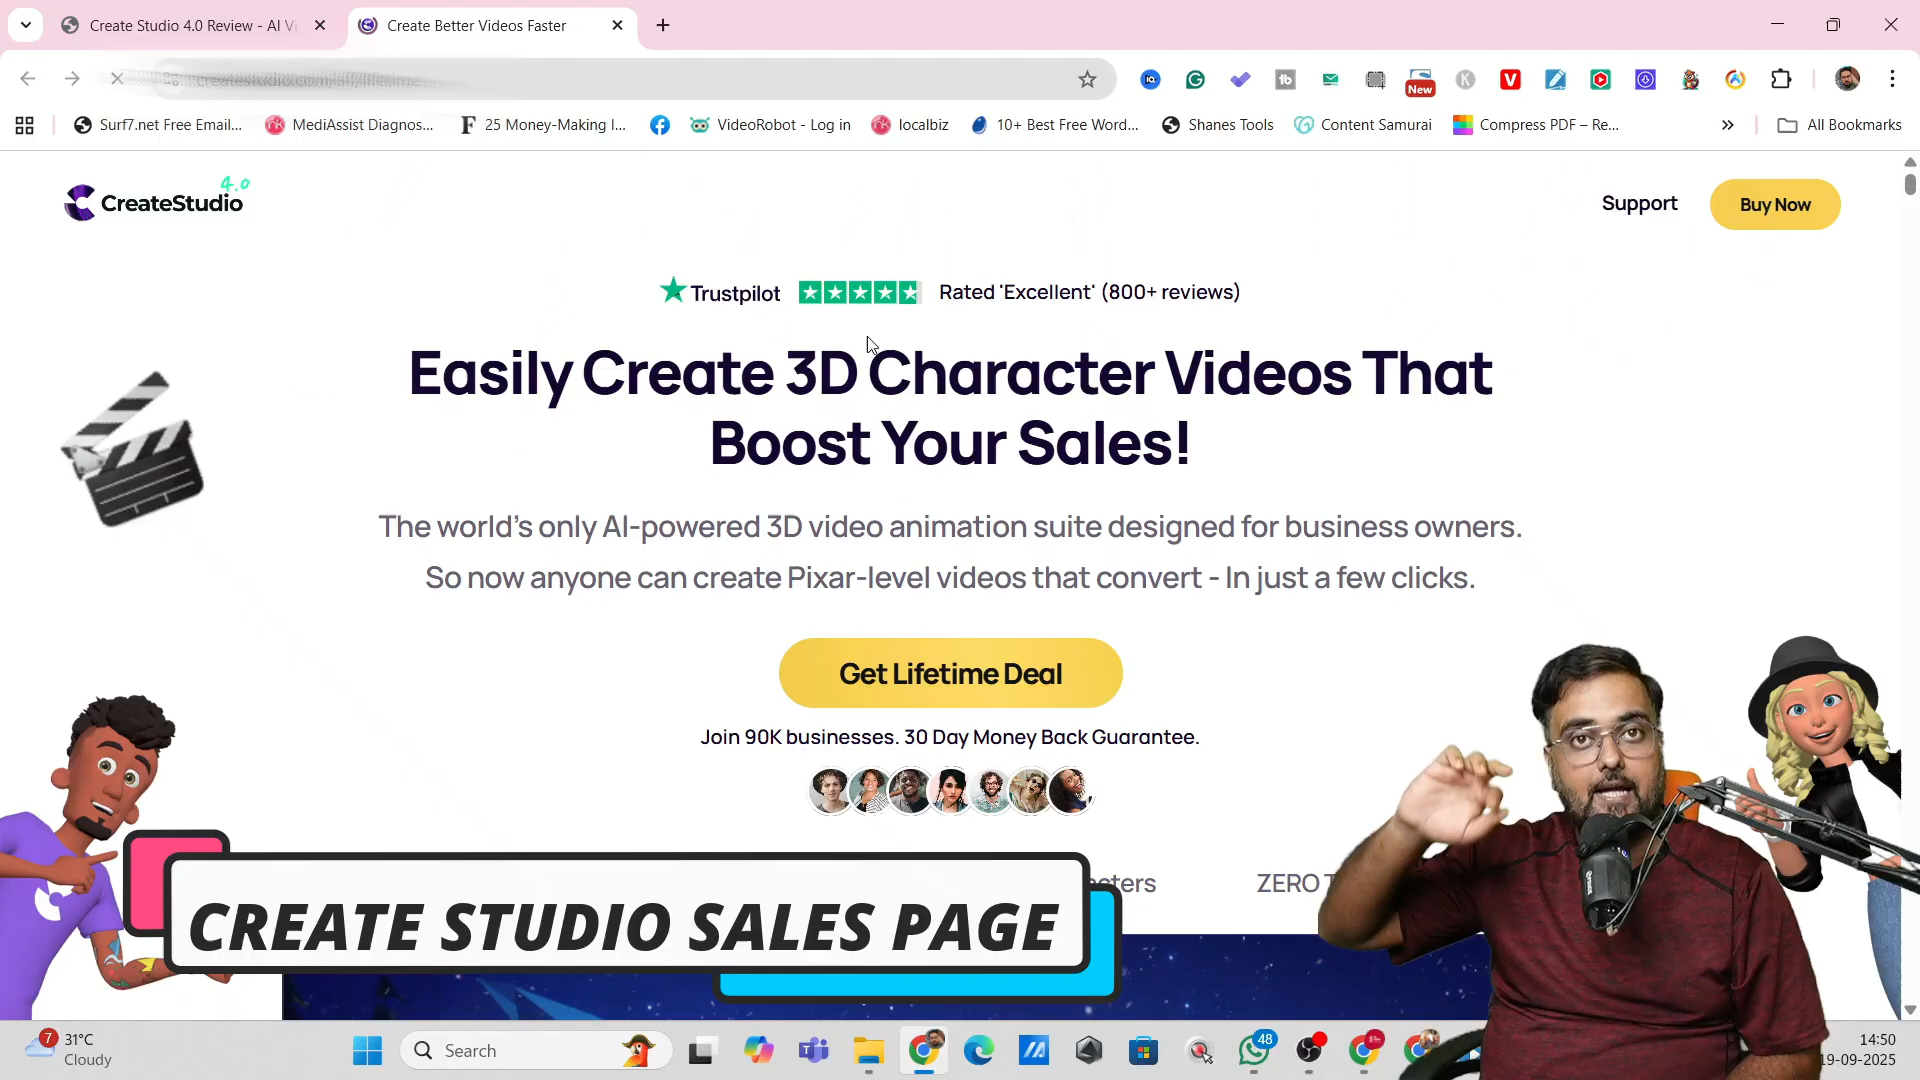 Create Studio 4.0 Review - AI Vi
Create Better Videos Faster
New
Surf7.net Free Email...
MediAssist Diagnos...
25 Money-Making I...
VideoRobot - Log in
localbiz
10+ Best Free Word...
Shanes Tools
Content Samurai
Compress PDF – Re...
All Bookmarks
CreateStudio 4.0
Support
Buy Now
Trustpilot
Rated 'Excellent' (800+ reviews)
Easily Create 3D Character Videos That
Boost Your Sales!
The world's only AI-powered 3D video animation suite designed for business owners.
So now anyone can create Pixar-level videos that convert - In just a few clicks.
Get Lifetime Deal
Join 90K businesses. 30 Day Money Back Guarantee.
ZERO
CREATE STUDIO SALES PAGE
7
31°C
Cloudy
Search
48
14:50
19-09-2025